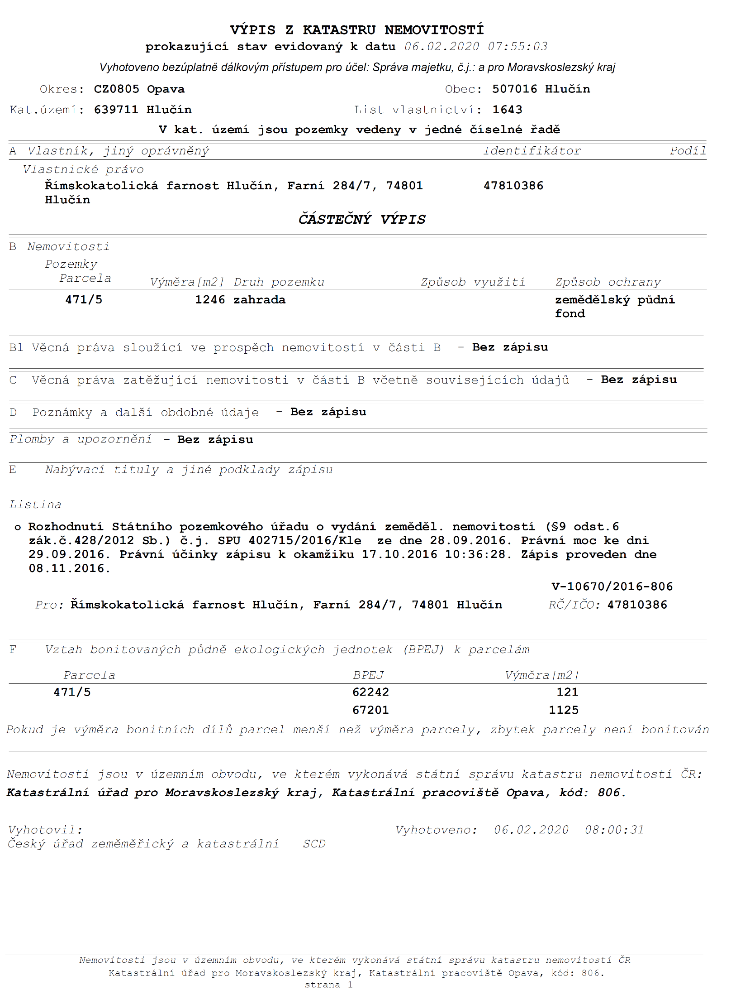 VÝPIS Z KATASTRU NEMOVITOSTÍ
prokazující stav evidovaný k datu 06.02.2020 07:55:03
Vyhotoveno bezúplatně dálkovým přístupem pro účel: Správa majetku, č.j.: a pro Moravskoslezský kraj
Okres: CZ0805 Opava Obec: 507016 Hlučín
Kat.území: 639711 Hlučín List vlastnictví: 1643
V kat. území jsou pozemky vedeny v jedné číselné řadě
A Vlastník, jiný oprávněný Identifikátor Podíl
Vlastnické právo
Římskokatolická farnost Hlučín, Farní 284/7, 74801 47810386
Hlučín
ČÁSTEČNÝ VÝPIS
B Nemovitosti
Pozemky
Parcela Výměra[m2] Druh pozemku Způsob využití Způsob ochrany
471/5 1246 zahrada zemědělský půdní
fond
B1 Věcná práva sloužící ve prospěch nemovitostí v části B - Bez zápisu
C Věcná práva zatěžující nemovitosti v části B včetně souvisejících údajů - Bez zápisu
D Poznámky a další obdobné údaje - Bez zápisu
Plomby a upozornění - Bez zápisu
E Nabývací tituly a jiné podklady zápisu
Listina
o Rozhodnutí Státního pozemkového úřadu o vydání zeměděl. nemovitostí (§9 odst.6
zák.č.428/2012 Sb.) č.j. SPU 402715/2016/Kle ze dne 28.09.2016. Právní moc ke dni
29.09.2016. Právní účinky zápisu k okamžiku 17.10.2016 10:36:28. Zápis proveden dne
08.11.2016.
V-10670/2016-806
Pro: Římskokatolická farnost Hlučín, Farní 284/7, 74801 Hlučín RČ/IČO: 47810386
F Vztah bonitovaných půdně ekologických jednotek (BPEJ) k parcelám
Parcela BPEJ Výměra[m2]
471/5 62242 121
67201 1125
Pokud je výměra bonitních dílů parcel menší než výměra parcely, zbytek parcely není bonitován
Nemovitosti jsou v územním obvodu, ve kterém vykonává státní správu katastru nemovitostí ČR:
Katastrální úřad pro Moravskoslezský kraj, Katastrální pracoviště Opava, kód: 806.
Vyhotovil: Vyhotoveno: 06.02.2020 08:00:31
Český úřad zeměměřický a katastrální - SCD
Nemovitosti jsou v územním obvodu, ve kterém vykonává státní správu katastru nemovitostí ČR
Katastrální úřad pro Moravskoslezský kraj, Katastrální pracoviště Opava, kód: 806.
strana 1